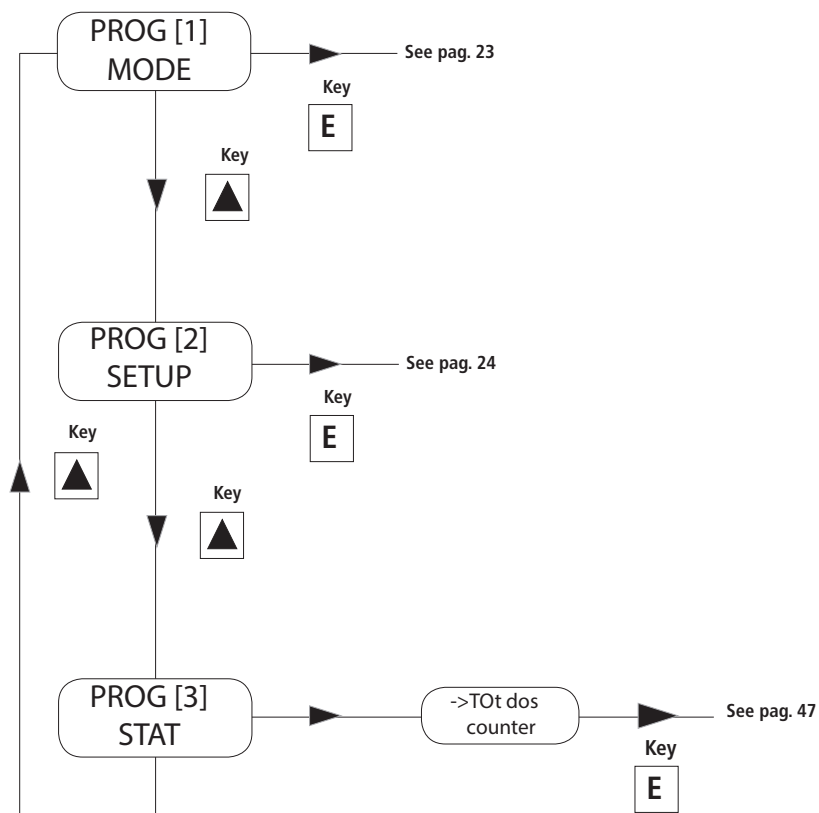 PROG [1]
MODE
See pag. 23
Key
E
Key
PROG [2]
SETUP
See pag. 24
Key
E
Key
Key
PROG [3]
STAT
->TOt dos
counter
See pag. 47
Key
E